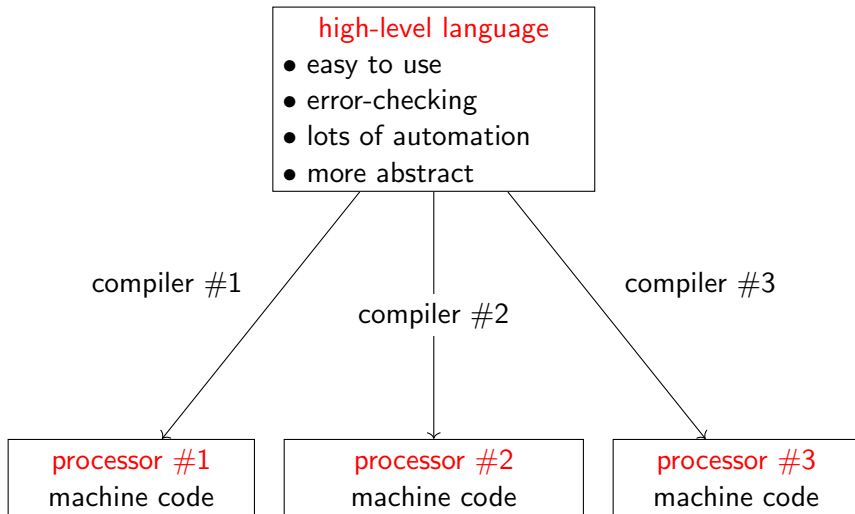 high-level language
• easy to use
• error-checking
• lots of automation
• more abstract
compiler #1
compiler #2
compiler #3
processor #1
machine code
processor #2
machine code
processor #3
machine code